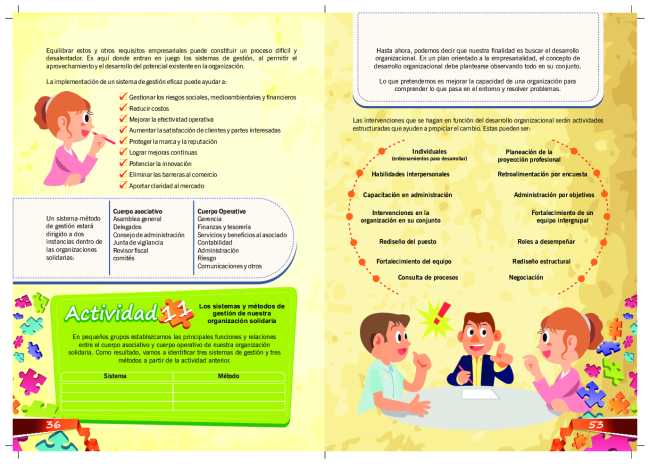 Equilibrar estos y otros requisitos empresariales puede constituir un proceso difícil y
desalentador. Es aquí donde entran en juego los sistemas de gestión, al permitir el
aprovechamiento y el desarrollo del potencial existente en la organización.
La implementación de un sistema de gestión eficaz puede ayudar a:
Gestionar los riesgos sociales, medioambientales y financieros
Reducir costos
Mejorar la efectividad operativa
Aumentar la satisfacción de clientes y partes interesadas
Proteger la marca y la reputación
Lograr mejoras continuas
Potenciar la innovación
Eliminar las barreras al comercio
Aportar claridad al mercado
Un sistema-método
de gestión estará
dirigido a dos
instancias dentro de
las organizaciones
solidarias:
Cuerpo asociativo
Asamblea general
Delegados
Consejo de administración
Junta de vigilancia
Revisor fiscal
comités
Cuerpo Operativo
Gerencia
Finanzas y tesorería
Servicios y beneficios al asociado
Contabilidad
Administración
Riesgo
Comunicaciones y otros
Actividad 11
Los sistemas y métodos de
gestión de nuestra
organización solidaria
En pequeños grupos establezcamos las principales funciones y relaciones
entre el cuerpo asociativo y cuerpo operativo de nuestra organización
solidaria. Como resultado, vamos a identificar tres sistemas de gestión y tres
métodos a partir de la actividad anterior.
Sistema Método
36
Hasta ahora, podemos decir que nuestra finalidad es buscar el desarrollo
organizacional. En un plan orientado a la empresarialidad, el concepto de
desarrollo organizacional debe plantearse observando todo en su conjunto.
Lo que pretendemos es mejorar la capacidad de una organización para
comprender lo que pasa en el entorno y resolver problemas.
Las intervenciones que se hagan en función del desarrollo organizacional serán actividades
estructuradas que ayuden a propiciar el cambio. Estas pueden ser:
Individuales
(entrenamientos para desarrollar)
Habilidades interpersonales
Capacitación en administración
Intervenciones en la
organización en su conjunto
Rediseño del puesto
Fortalecimiento del equipo
Consulta de procesos
Planeación de la
proyección profesional
Retroalimentación por encuesta
Administración por objetivos
Fortalecimiento de un
equipo intergrupal
Roles a desempeñar
Rediseño estructural
Negociación
53